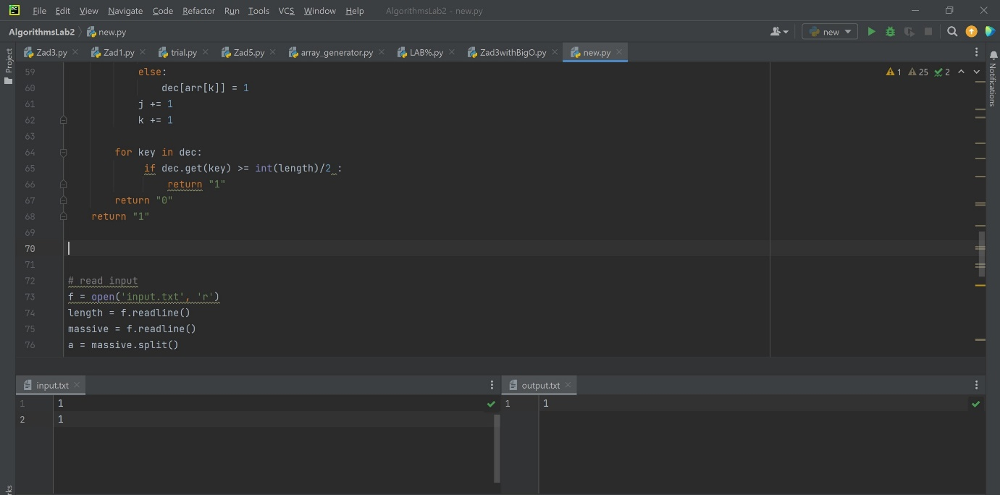 PC File Edit View Navigate Code Refactor Run Tools VCS Window Help AlgorithmsLab2 - new.py
AlgorithmsLab2 new.py new
Zad3.py Zad1.py trial.py Zad5.py array_generator.py LAB%.py Zad3withBigO.py new.py
Project
Notifications
1 25 2
59 else:
60 dec[arr[k]] = 1
61 j += 1
62 k += 1
63
64 for key in dec:
65 if dec.get(key) >= int(length)/2 :
66 return "1"
67 return "0"
68 return "1"
69
70
71
72 # read input
73 f = open('input.txt', 'r')
74 length = f.readline()
75 massive = f.readline()
76 a = massive.split()
input.txt
1 1
2 1
output.txt
1 1